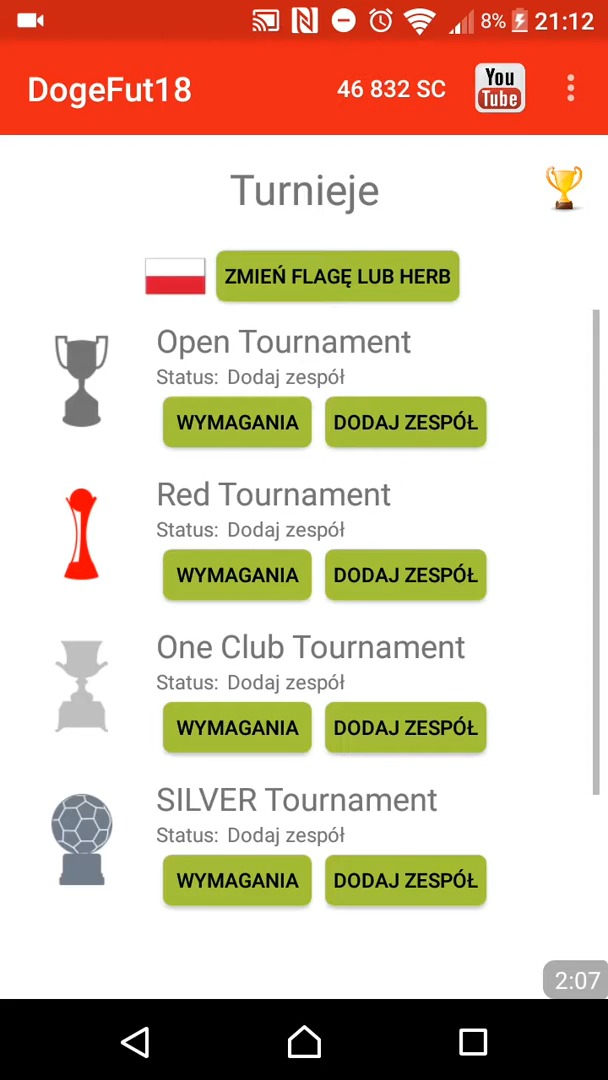 8% 21:12
DogeFut18 46 832 SC You
Tube
Turnieje
ZMIEŃ FLAGĘ LUB HERB
Open Tournament
Status: Dodaj zespół
WYMAGANIA DODAJ ZESPÓŁ
Red Tournament
Status: Dodaj zespół
WYMAGANIA DODAJ ZESPÓŁ
One Club Tournament
Status: Dodaj zespół
WYMAGANIA DODAJ ZESPÓŁ
SILVER Tournament
Status: Dodaj zespół
WYMAGANIA DODAJ ZESPÓŁ
2:07